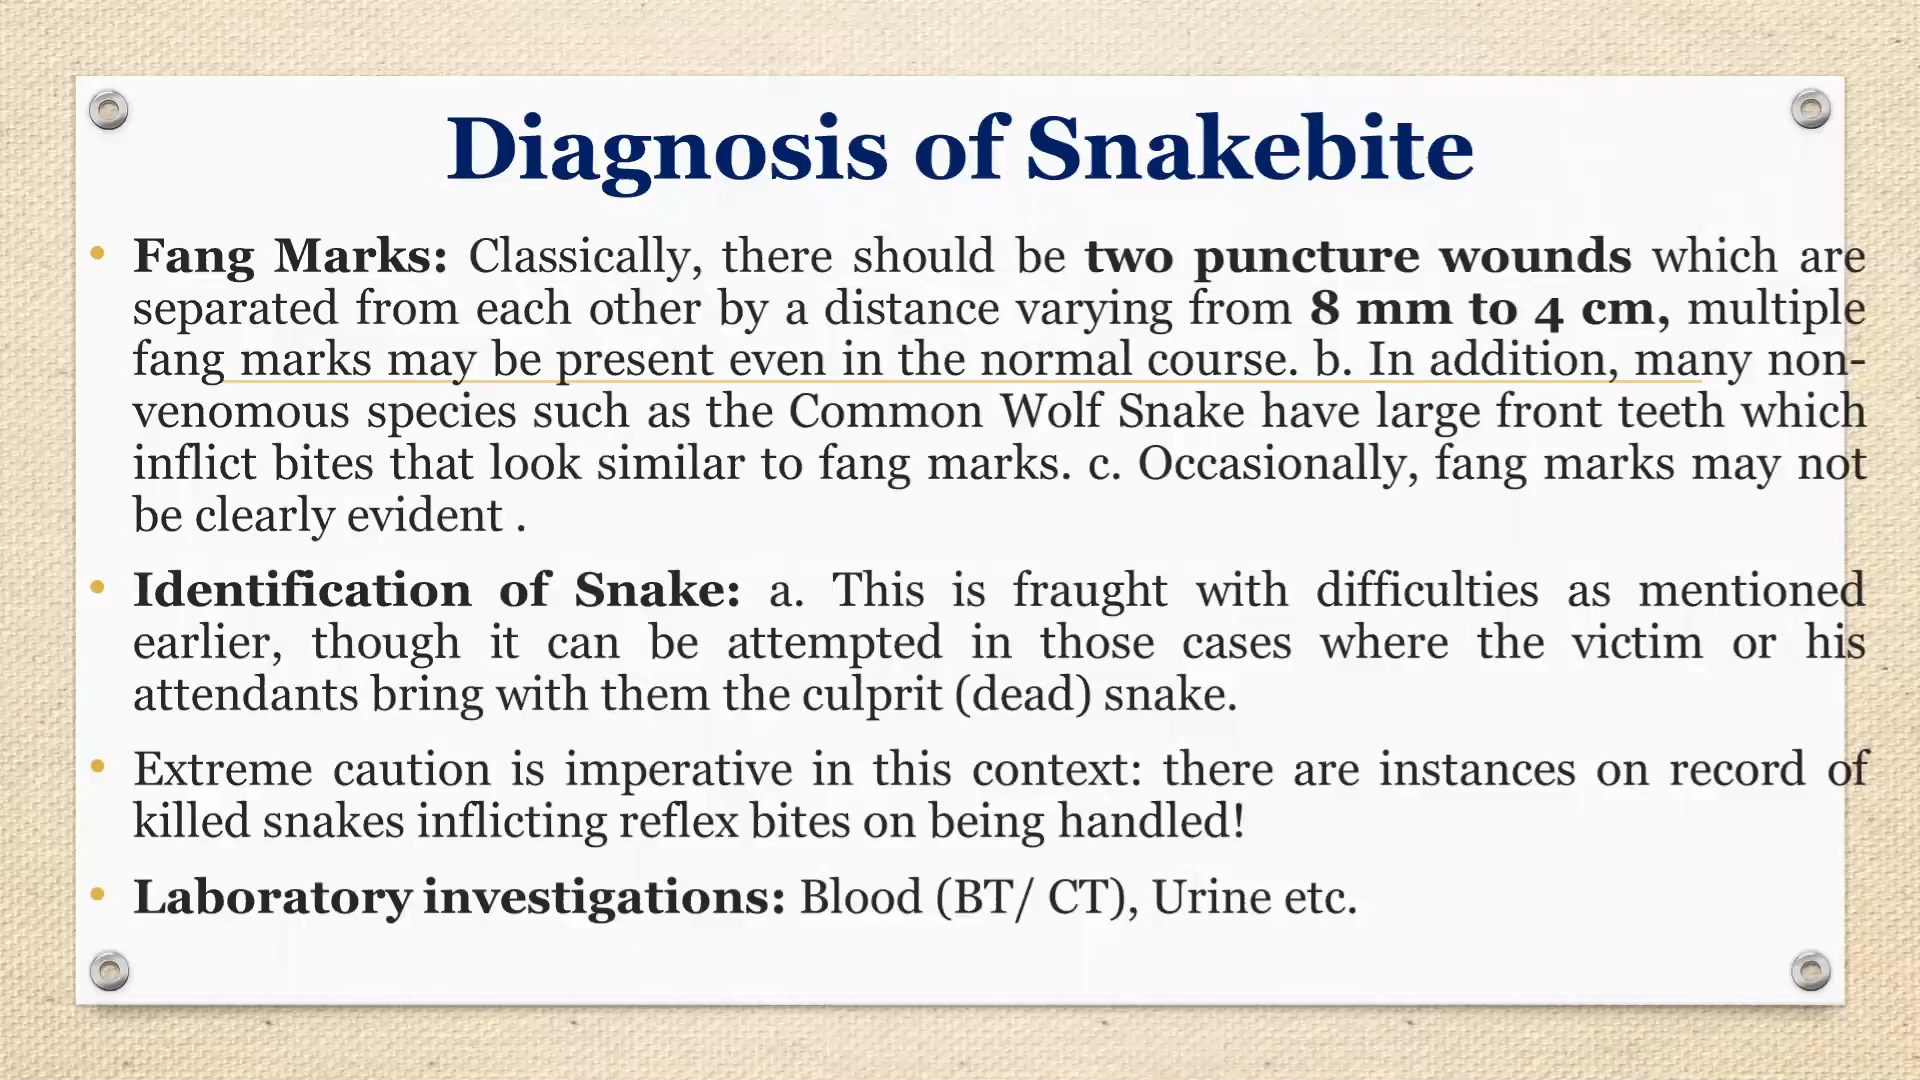 Diagnosis of Snakebite
• Fang Marks: Classically, there should be two puncture wounds which are
separated from each other by a distance varying from 8 mm to 4 cm, multiple
fang marks may be present even in the normal course. b. In addition, many non-
venomous species such as the Common Wolf Snake have large front teeth which
inflict bites that look similar to fang marks. c. Occasionally, fang marks may not
be clearly evident .
• Identification of Snake: a. This is fraught with difficulties as mentioned
earlier, though it can be attempted in those cases where the victim or his
attendants bring with them the culprit (dead) snake.
• Extreme caution is imperative in this context: there are instances on record of
killed snakes inflicting reflex bites on being handled!
• Laboratory investigations: Blood (BT/ CT), Urine etc.